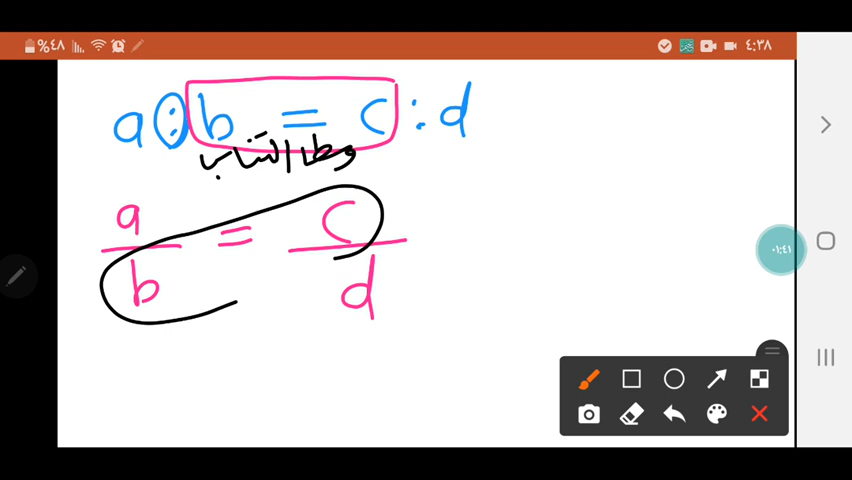 %٤٨ ٤:٣٨
a : b = c : d
وسطا التناسب
a/b = c/d
٠١:٤١